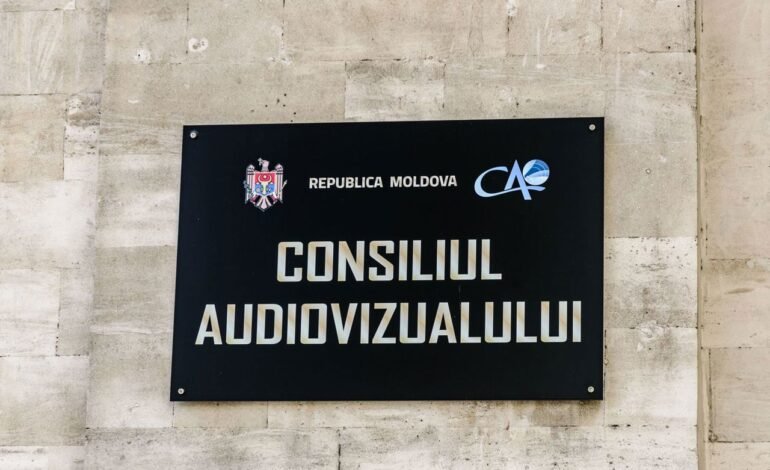 REPUBLICA MOLDOVA
CA
CONSILIUL
AUDIOVIZUALULUI